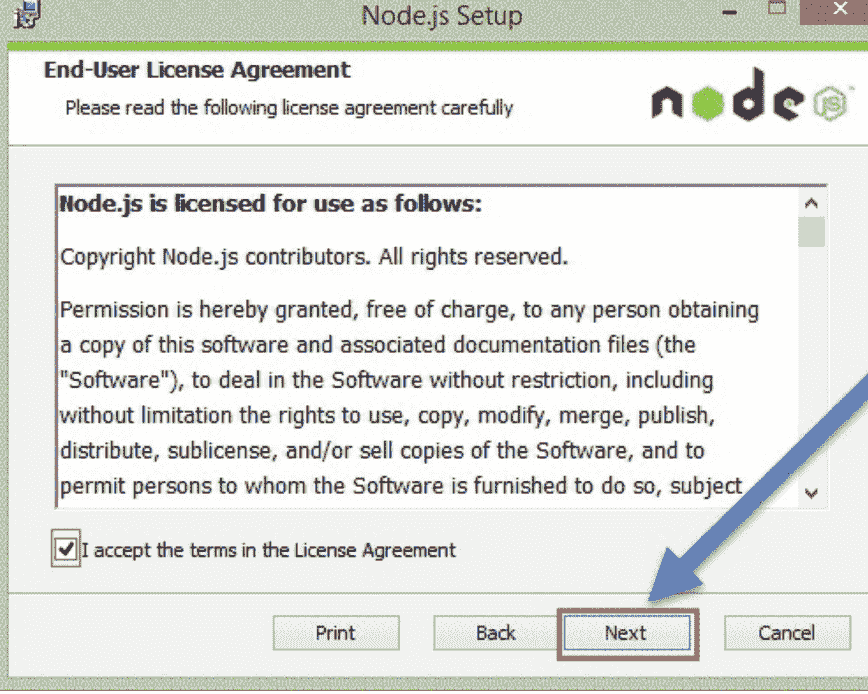 Node.js Setup
End-User License Agreement
Please read the following license agreement carefully
node JS
Node.js is licensed for use as follows:
Copyright Node.js contributors. All rights reserved.
Permission is hereby granted, free of charge, to any person obtaining
a copy of this software and associated documentation files (the
"Software"), to deal in the Software without restriction, including
without limitation the rights to use, copy, modify, merge, publish,
distribute, sublicense, and/or sell copies of the Software, and to
permit persons to whom the Software is furnished to do so, subject
I accept the terms in the License Agreement
Print Back Next Cancel